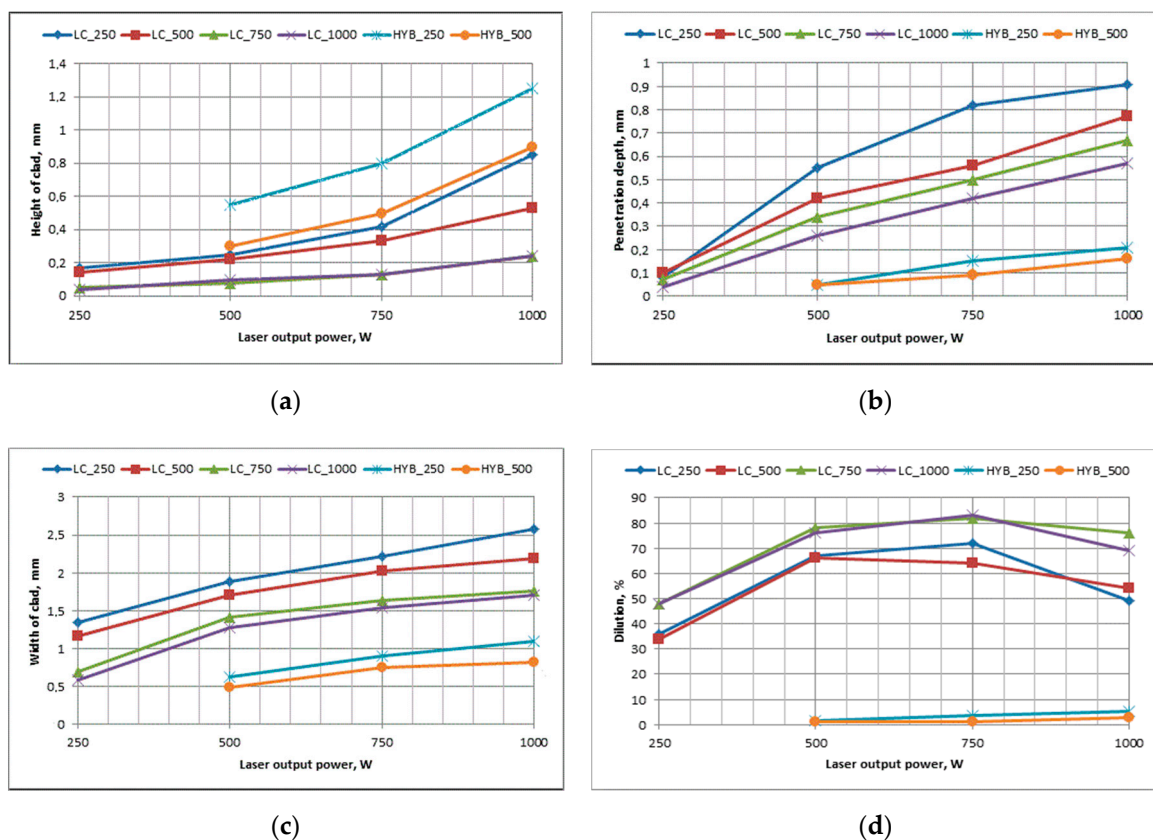 LC_250 LC_500 LC_750 LC_1000 HYB_250 HYB_500
Height of clad, mm
1,4
1,2
1
0,8
0,6
0,4
0,2
0
250 500 750 1000
Laser output power, W
(a)
LC_250 LC_500 LC_750 LC_1000 HYB_250 HYB_500
Penetration depth, mm
1
0,9
0,8
0,7
0,6
0,5
0,4
0,3
0,2
0,1
0
250 500 750 1000
Laser output power, W
(b)
LC_250 LC_500 LC_750 LC_1000 HYB_250 HYB_500
Width of clad, mm
3
2,5
2
1,5
1
0,5
0
250 500 750 1000
Laser output power, W
(c)
LC_250 LC_500 LC_750 LC_1000 HYB_250 HYB_500
Dilution, %
90
80
70
60
50
40
30
20
10
0
250 500 750 1000
Laser output power, W
(d)